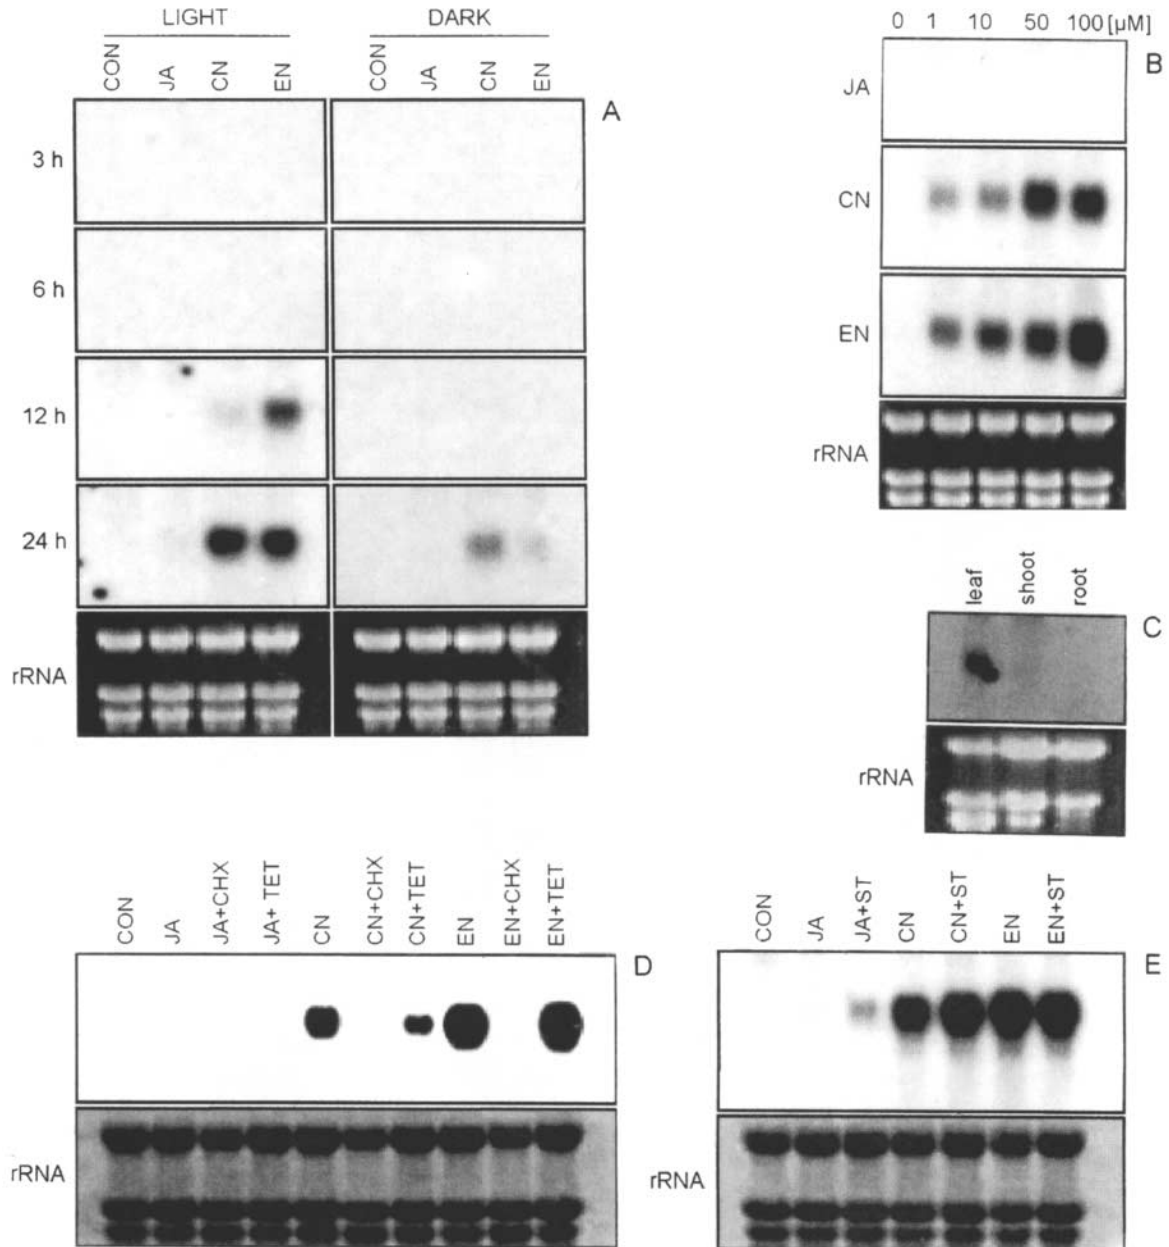 LIGHT DARK
CON JA CN EN CON JA CN EN
A
3 h
6 h
12 h
24 h
rRNA
0 1 10 50 100 [µM]
B
JA
CN
EN
rRNA
leaf shoot root
C
rRNA
CON JA JA+CHX JA+TET CN CN+CHX CN+TET EN EN+CHX EN+TET
D
rRNA
CON JA JA+ST CN CN+ST EN EN+ST
E
rRNA